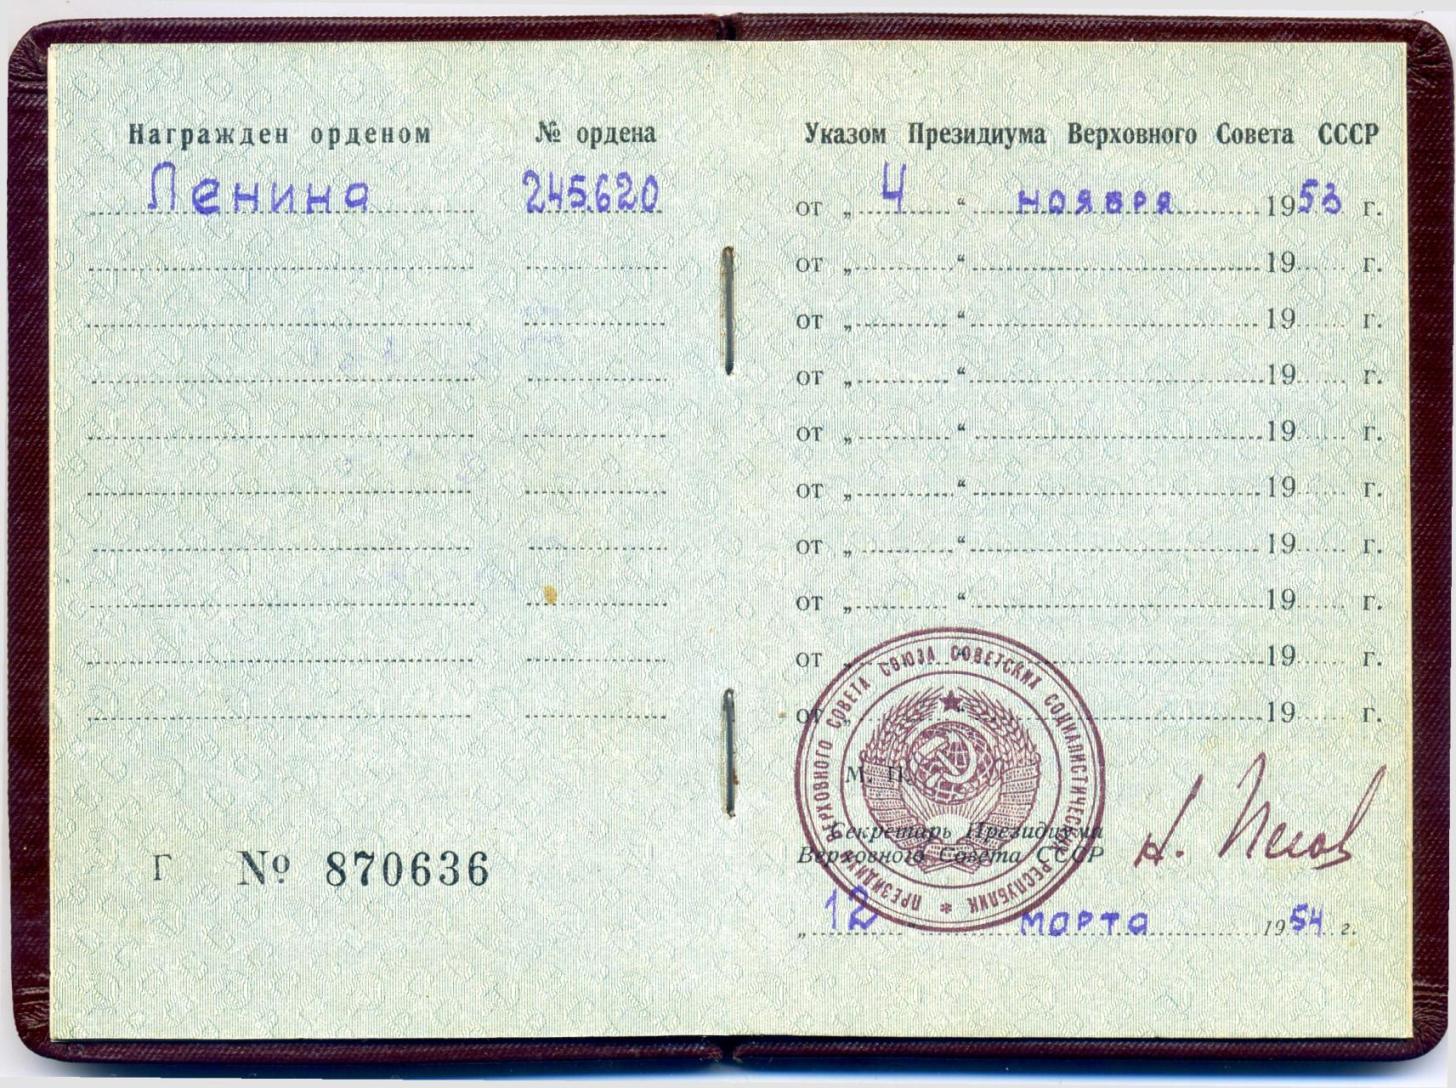 Награжден орденом № ордена
Ленина 245620
Г № 870636
Указом Президиума Верховного Совета СССР
от „ 4 “ ноября 1953 г.
от „ “ 19 г.
от „ “ 19 г.
от „ “ 19 г.
от „ “ 19 г.
от „ “ 19 г.
от „ “ 19 г.
от „ “ 19 г.
от „ “ 19 г.
от „ “ 19 г.
М. П.
ПРЕЗИДИУМ ВЕРХОВНОГО СОВЕТА СОЮЗА СОВЕТСКИХ СОЦИАЛИСТИЧЕСКИХ РЕСПУБЛИК *
Секретарь Президиума
Верховного Совета СССР Н. Пегов
„ 12 “ марта 1954 г.